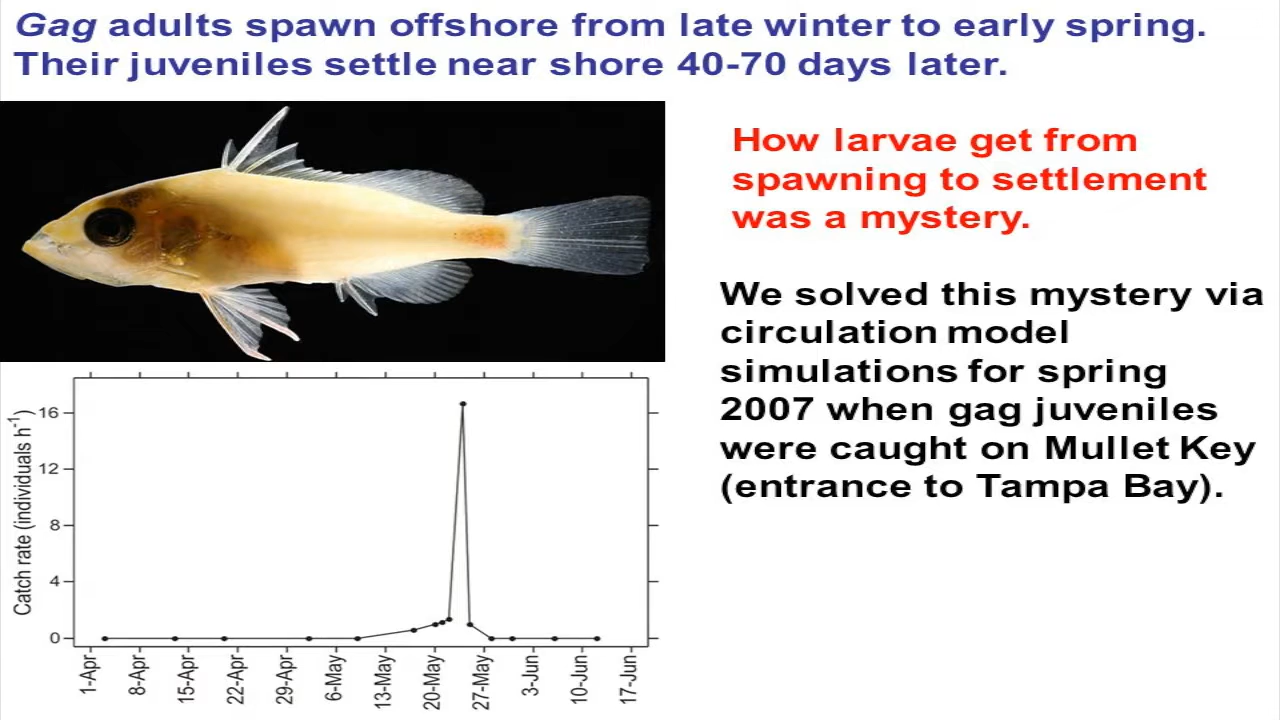 Gag adults spawn offshore from late winter to early spring.
Their juveniles settle near shore 40-70 days later.
How larvae get from
spawning to settlement
was a mystery.
We solved this mystery via
circulation model
simulations for spring
2007 when gag juveniles
were caught on Mullet Key
(entrance to Tampa Bay).
Catch rate (individuals h⁻¹)
16
12
8
4
0
1-Apr
8-Apr
15-Apr
22-Apr
29-Apr
6-May
13-May
20-May
27-May
3-Jun
10-Jun
17-Jun